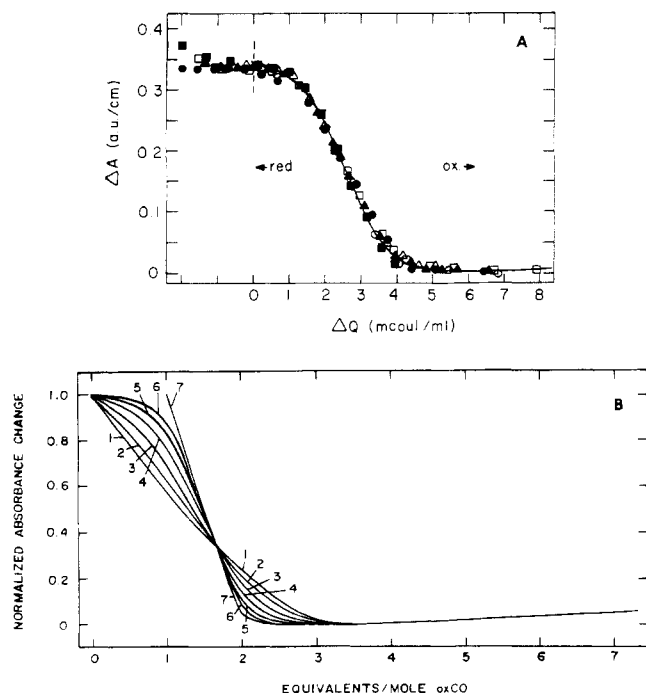 A
0.4
0.3
0.2
0.1
0
ΔA (a.u/cm)
red
ox.
0 1 2 3 4 5 6 7 8
ΔQ (mcoul/ml)
B
NORMALIZED ABSORBANCE CHANGE
1.0
0.8
0.6
0.4
0.2
0
5 6 7
1
2
3
4
1
2
3
4
7
6
5
0 1 2 3 4 5 6 7
EQUIVALENTS/MOLE oxCO